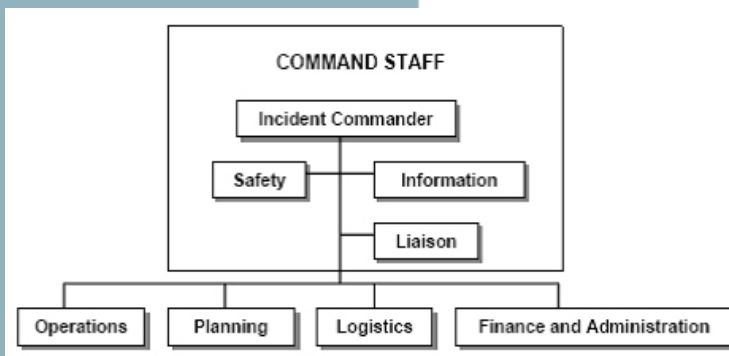 COMMAND STAFF
Incident Commander
Safety
Information
Liaison
Operations
Planning
Logistics
Finance and Administration